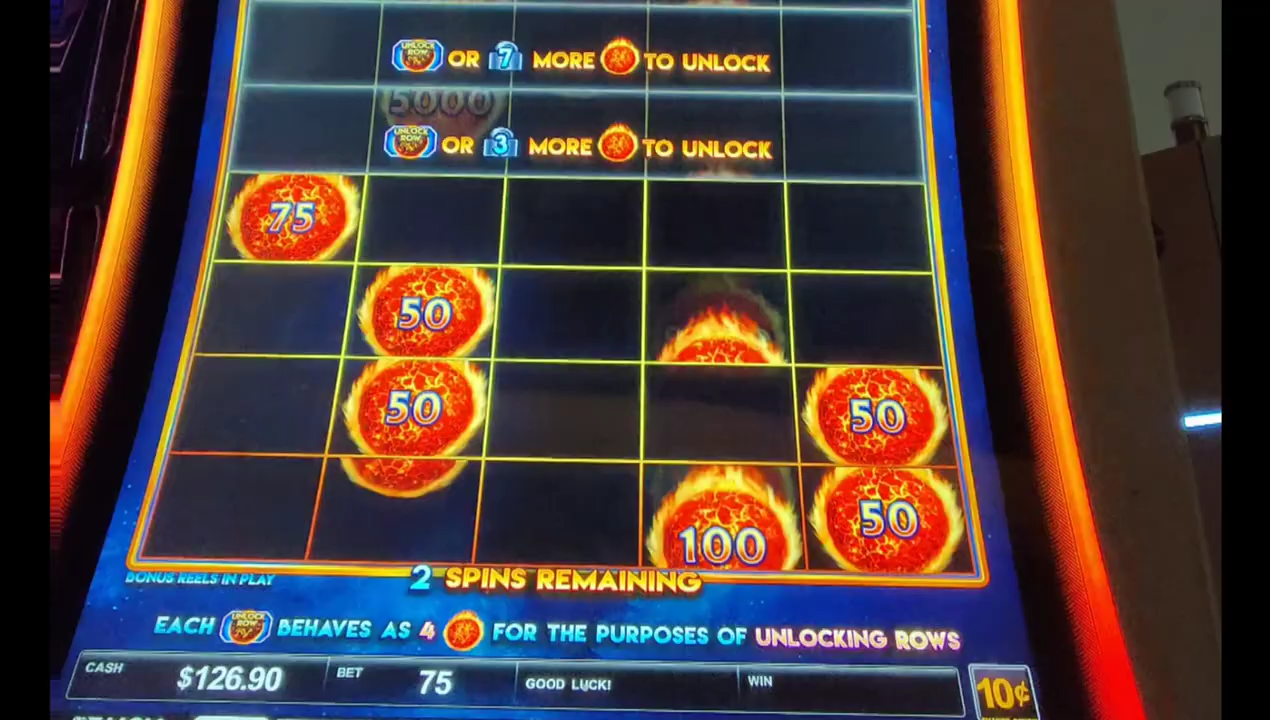 UNLOCK ROW OR 7 MORE TO UNLOCK
5000
UNLOCK ROW OR 3 MORE TO UNLOCK
75
50
50 50
100 50
BONUS REELS IN PLAY
2 SPINS REMAINING
EACH UNLOCK ROW BEHAVES AS 4 FOR THE PURPOSES OF UNLOCKING ROWS
CASH $126.90 BET 75 GOOD LUCK! WIN
10¢